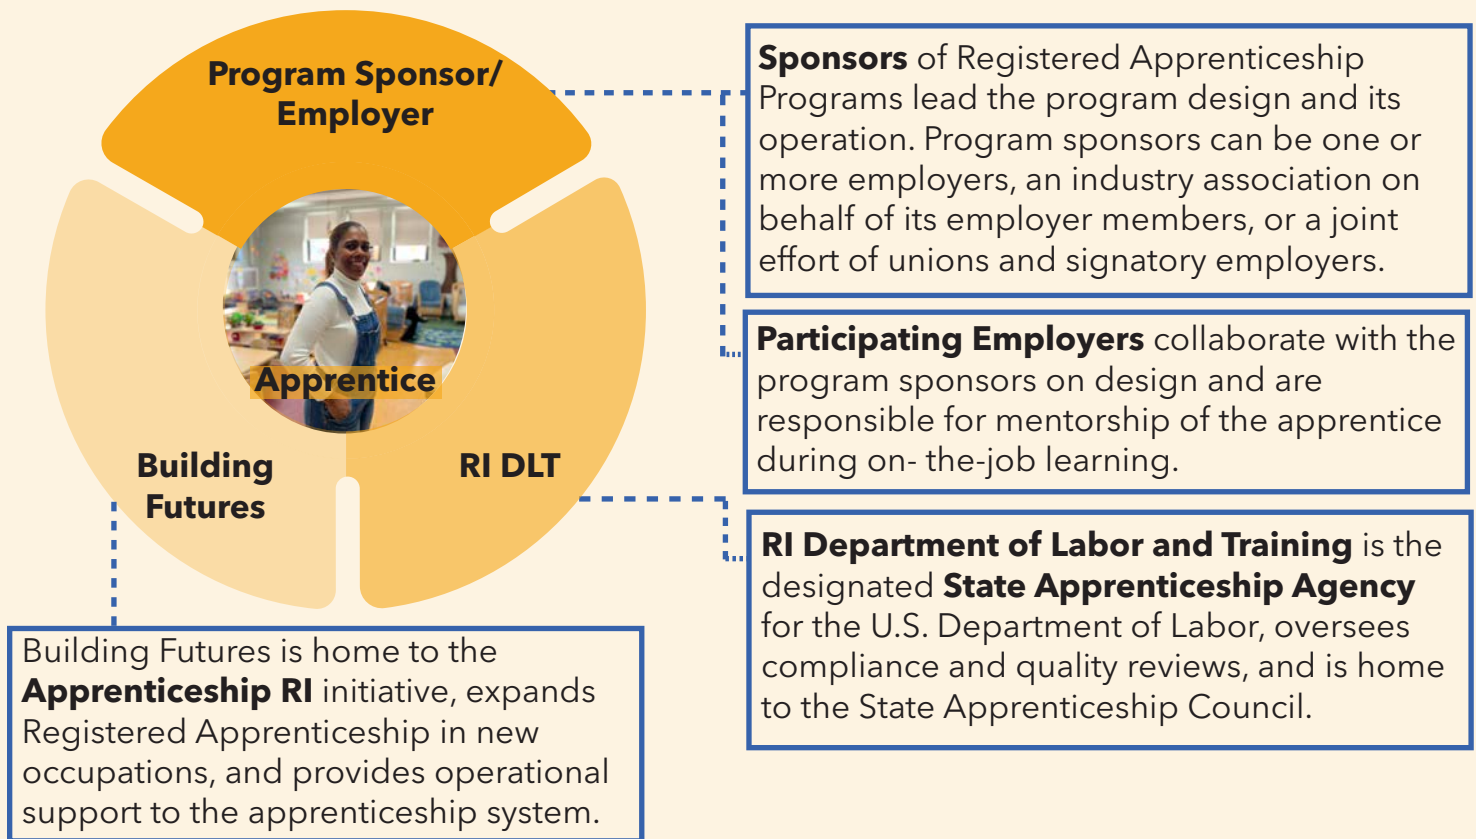 Program Sponsor/
Employer
Apprentice
Building
Futures
RI DLT
Sponsors of Registered Apprenticeship
Programs lead the program design and its
operation. Program sponsors can be one or
more employers, an industry association on
behalf of its employer members, or a joint
effort of unions and signatory employers.
Participating Employers collaborate with the
program sponsors on design and are
responsible for mentorship of the apprentice
during on- the-job learning.
RI Department of Labor and Training is the
designated State Apprenticeship Agency
for the U.S. Department of Labor, oversees
compliance and quality reviews, and is home
to the State Apprenticeship Council.
Building Futures is home to the
Apprenticeship RI initiative, expands
Registered Apprenticeship in new
occupations, and provides operational
support to the apprenticeship system.